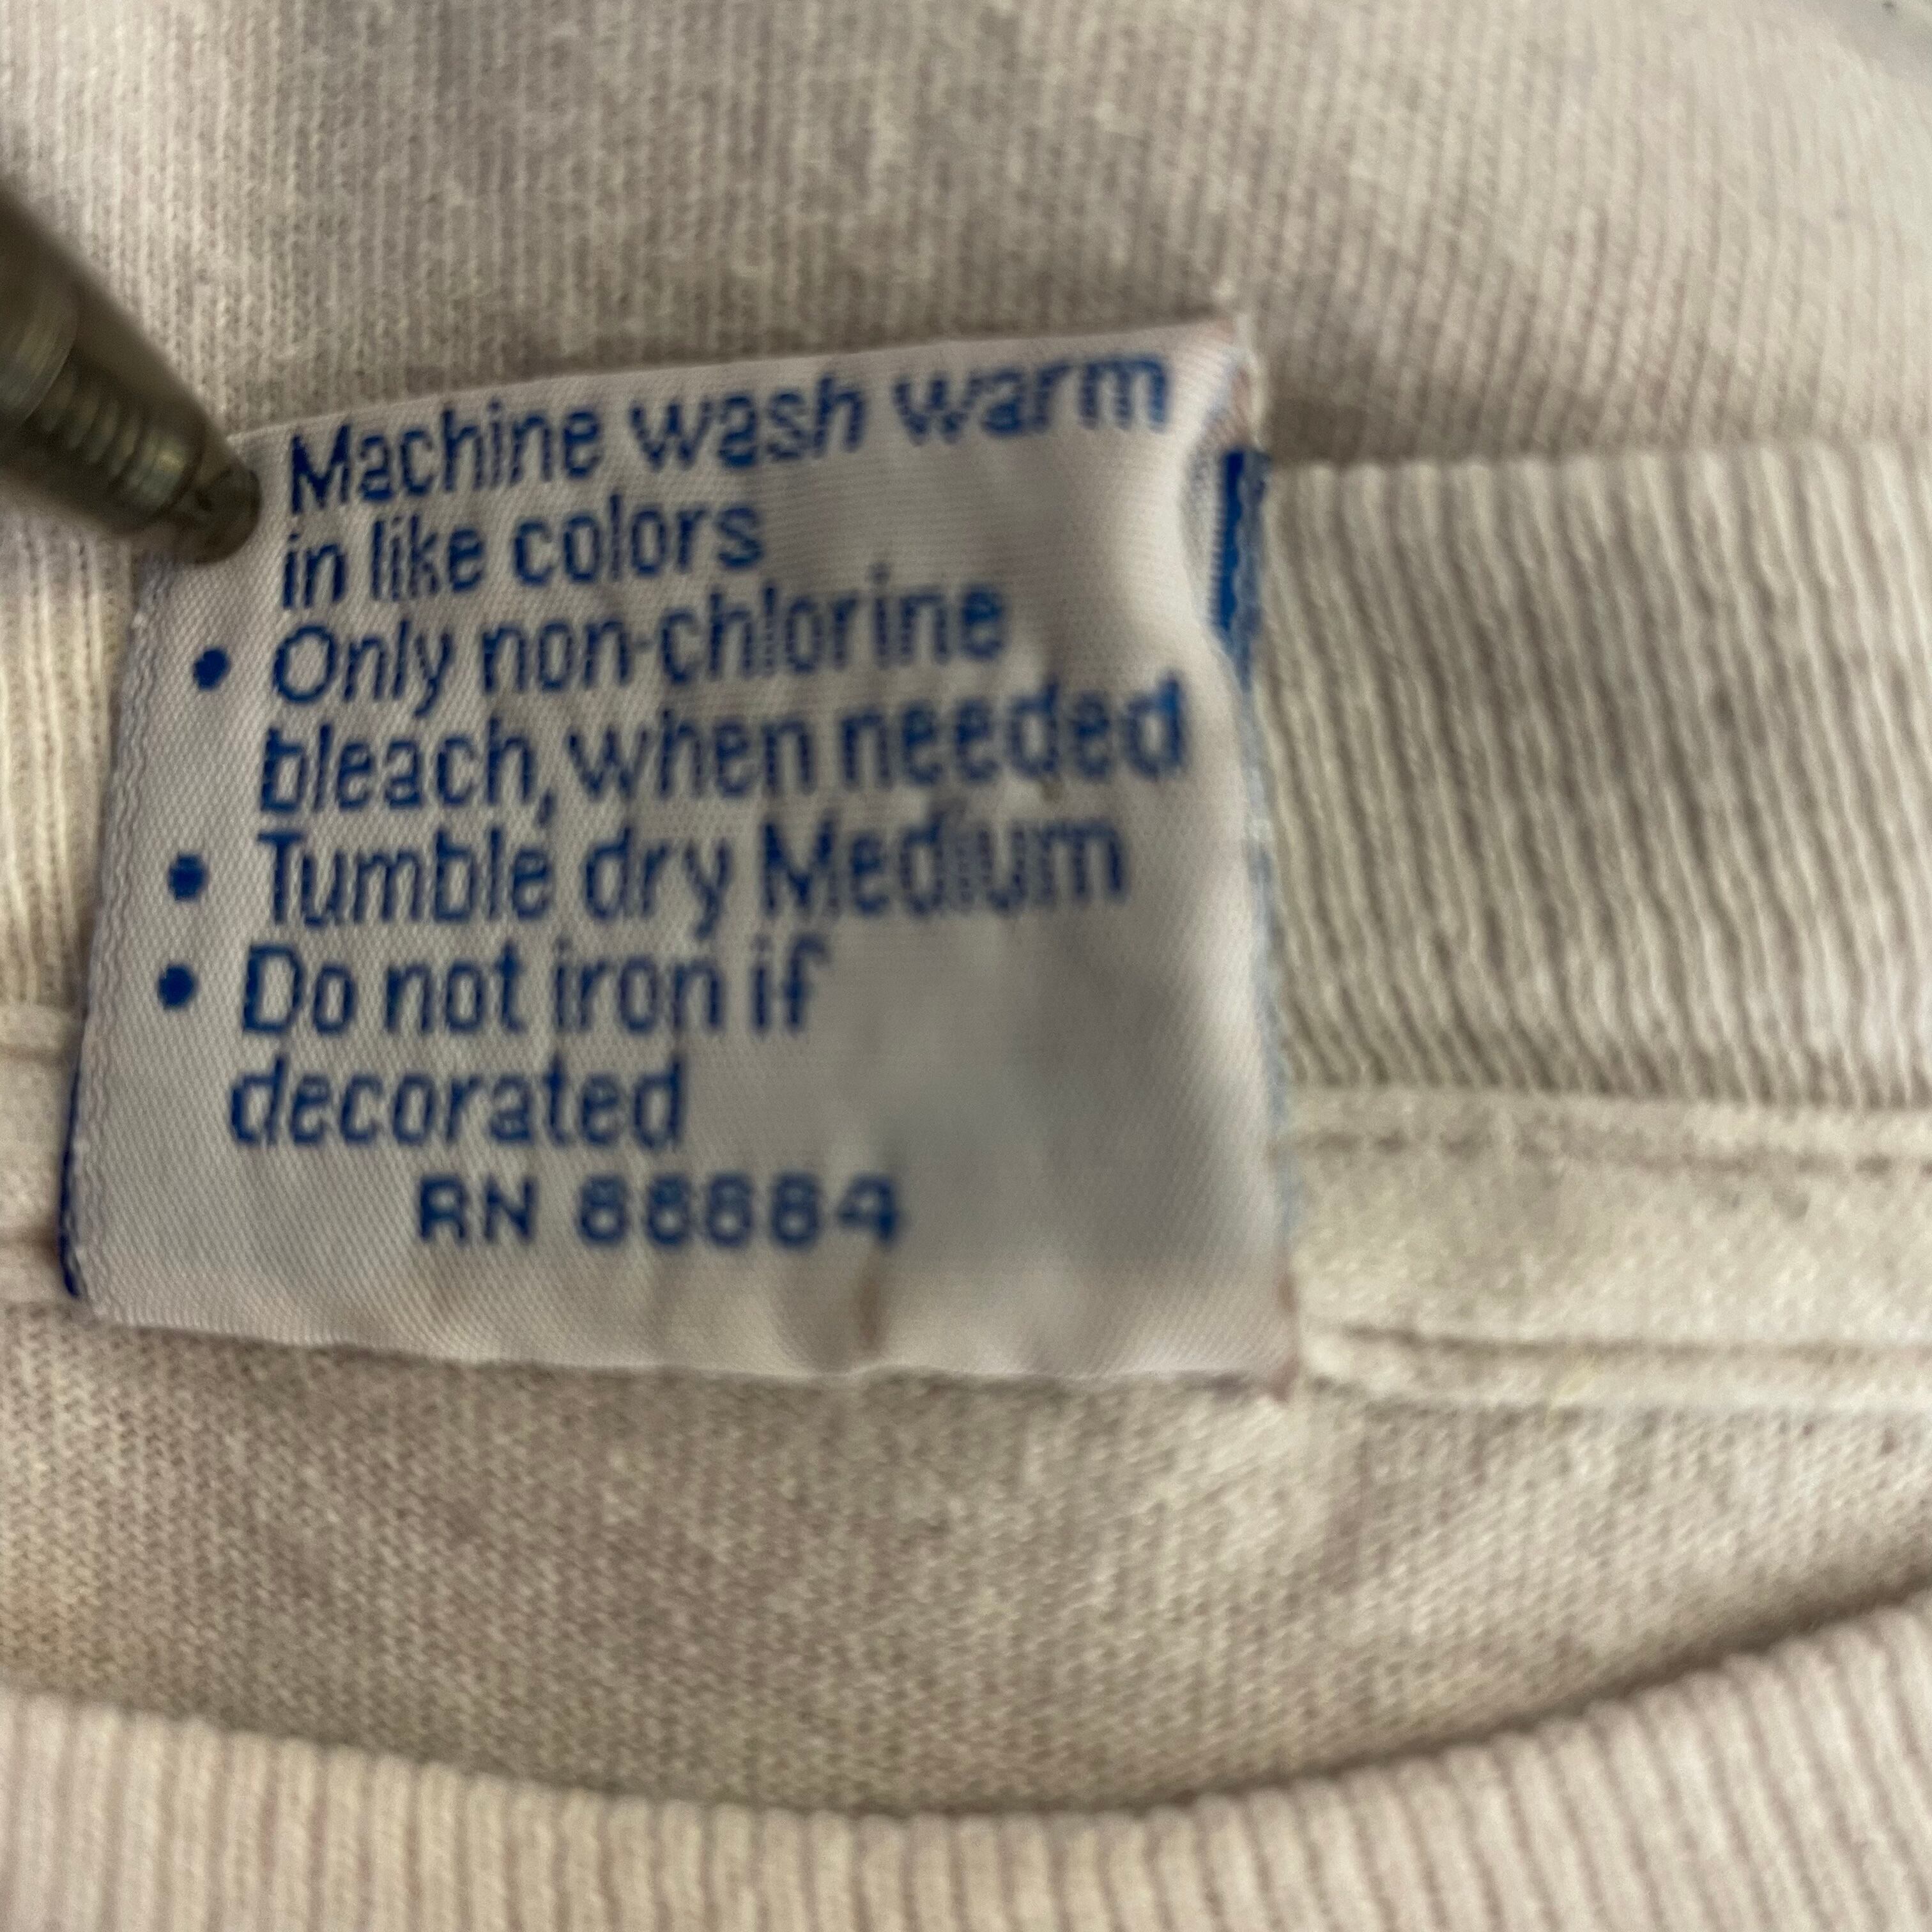 Machine wash warm
in like colors
• Only non-chlorine
bleach, when needed
• Tumble dry Medium
• Do not iron if
decorated
RN